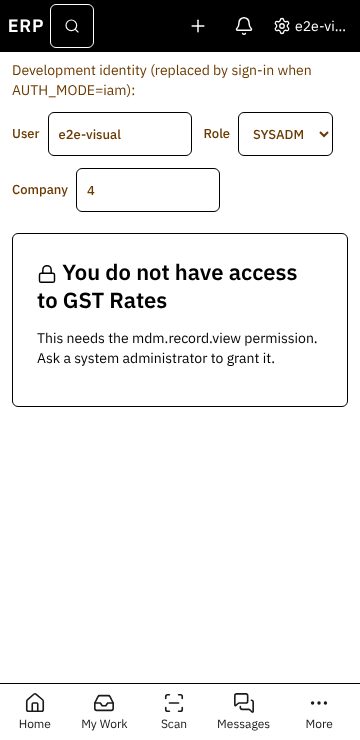 ERP
e2e-vi...
Development identity (replaced by sign-in when
AUTH_MODE=iam):
User e2e-visual Role SYSADM
Company 4
You do not have access
to GST Rates
This needs the mdm.record.view permission.
Ask a system administrator to grant it.
Home My Work Scan Messages More